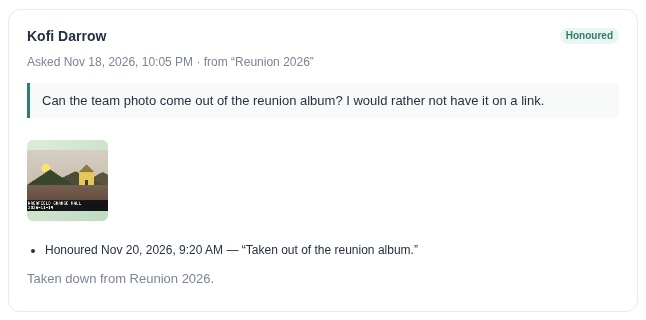 Kofi Darrow
Honoured
Asked Nov 18, 2026, 10:05 PM · from “Reunion 2026”
Can the team photo come out of the reunion album? I would rather not have it on a link.
GRANGE HALL
Honoured Nov 20, 2026, 9:20 AM — “Taken out of the reunion album.”
Taken down from Reunion 2026.